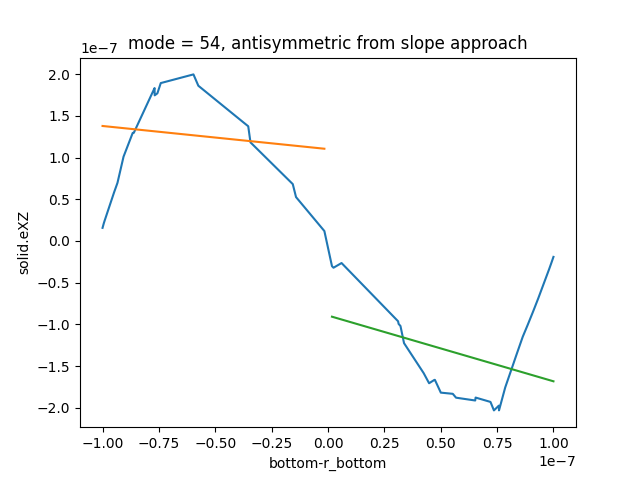 mode = 54, antisymmetric from slope approach
1e−7
2.0
1.5
1.0
0.5
0.0
−0.5
−1.0
−1.5
−2.0
solid.eXZ
−1.00 −0.75 −0.50 −0.25 0.00 0.25 0.50 0.75 1.00
bottom-r_bottom
1e−7